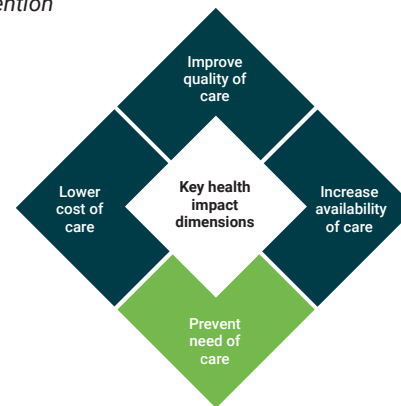 Improve
quality of
care
Lower
cost of
care
Key health
impact
dimensions
Increase
availability
of care
Prevent
need of
care